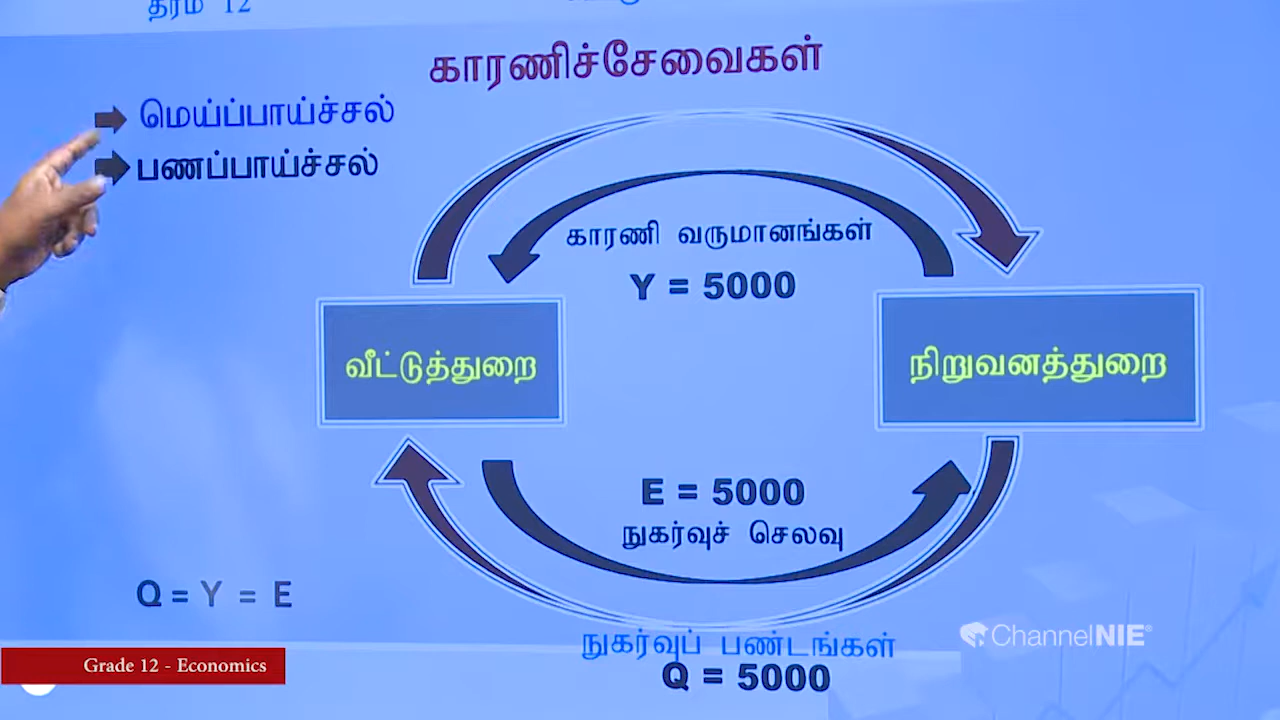 தரம் 12
காரணிச்சேவைகள்
மெய்ப்பாய்ச்சல்
பணப்பாய்ச்சல்
காரணி வருமானங்கள்
Y = 5000
வீட்டுத்துறை
நிறுவனத்துறை
E = 5000
நுகர்வுச் செலவு
Q = Y = E
நுகர்வுப் பண்டங்கள்
Q = 5000
ChannelNIE®
Grade 12 - Economics